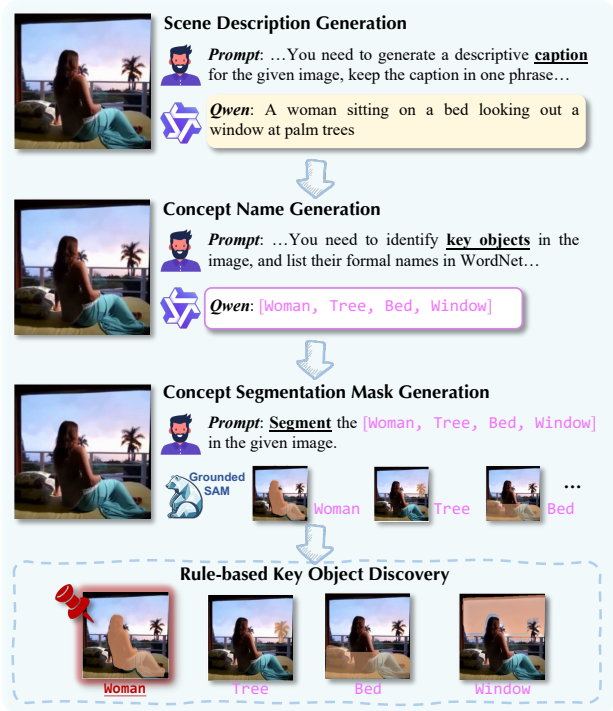 Scene Description Generation
Prompt: …You need to generate a descriptive caption
for the given image, keep the caption in one phrase…
Qwen: A woman sitting on a bed looking out a
window at palm trees
Concept Name Generation
Prompt: …You need to identify key objects in the
image, and list their formal names in WordNet…
Qwen: [Woman, Tree, Bed, Window]
Concept Segmentation Mask Generation
Prompt: Segment the [Woman, Tree, Bed, Window]
in the given image.
Grounded
SAM
Woman
Tree
Bed
...
Rule-based Key Object Discovery
Woman
Tree
Bed
Window